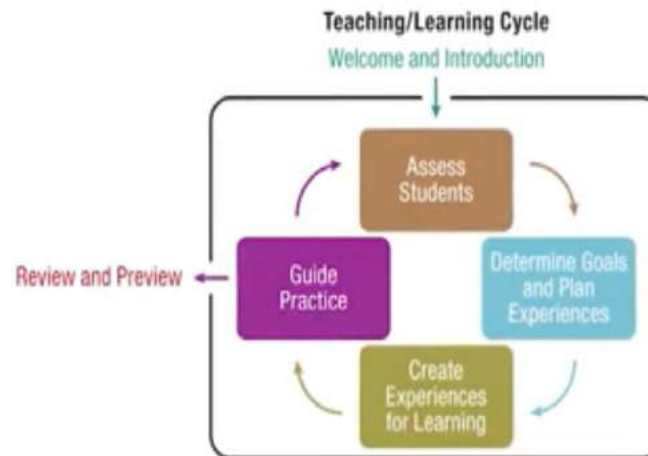 Teaching/Learning Cycle
Welcome and Introduction
Assess
Students
Determine Goals
and Plan
Experiences
Create
Experiences
for Learning
Guide
Practice
Review and Preview